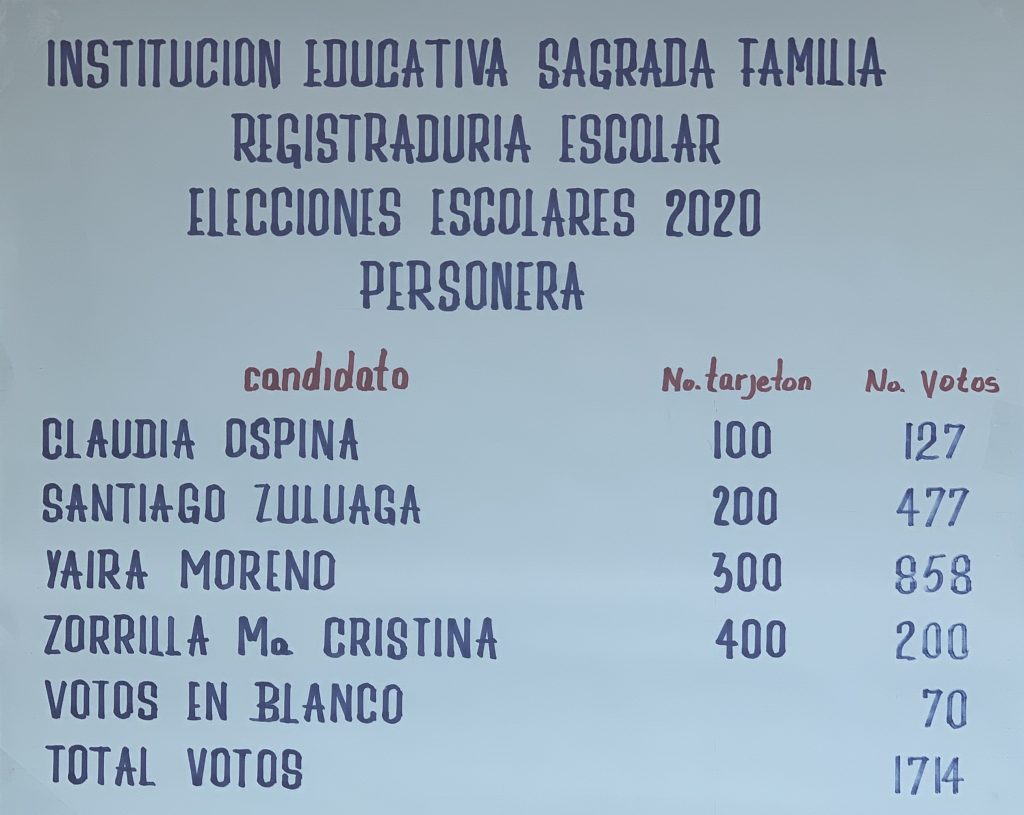 INSTITUCION EDUCATIVA SAGRADA FAMILIA
REGISTRADURIA ESCOLAR
ELECCIONES ESCOLARES 2020
PERSONERA
candidato No. tarjeton No. Votos
CLAUDIA OSPINA 100 127
SANTIAGO ZULUAGA 200 477
YAIRA MORENO 300 858
ZORRILLA Ma CRISTINA 400 200
VOTOS EN BLANCO 70
TOTAL VOTOS 1714